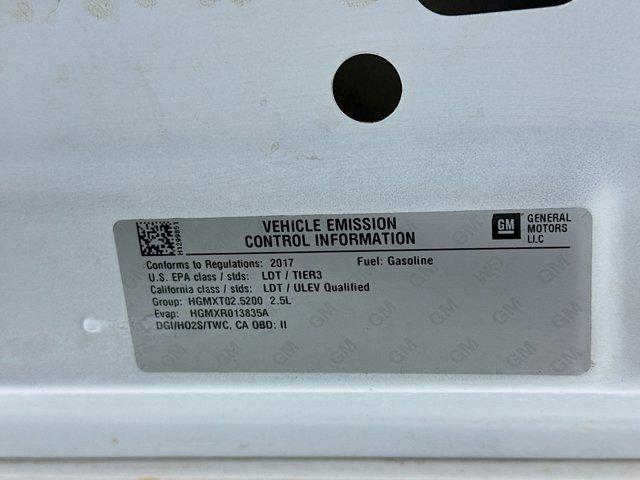 VEHICLE EMISSION
CONTROL INFORMATION
GM
GENERAL
MOTORS
LLC
Conforms to Regulations: 2017 Fuel: Gasoline
U.S. EPA class / stds: LDT / TIER3
California class / stds: LDT / ULEV Qualified
Group: HGMXT02.5200 2.5L
Evap: HGMXR013835A
DGI/HO2S/TWC, CA OBD: II